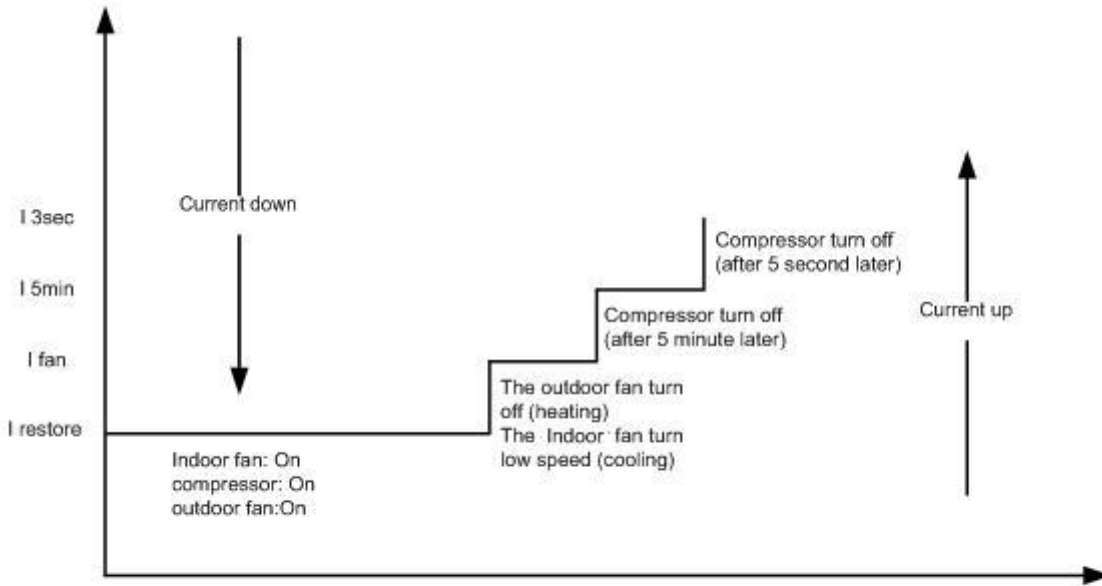 I 3sec
Current down
Compressor turn off
(after 5 second later)
I 5min
Compressor turn off
(after 5 minute later)
Current up
I fan
The outdoor fan turn
off (heating)
The Indoor fan turn
low speed (cooling)
I restore
Indoor fan: On
compressor: On
outdoor fan:On